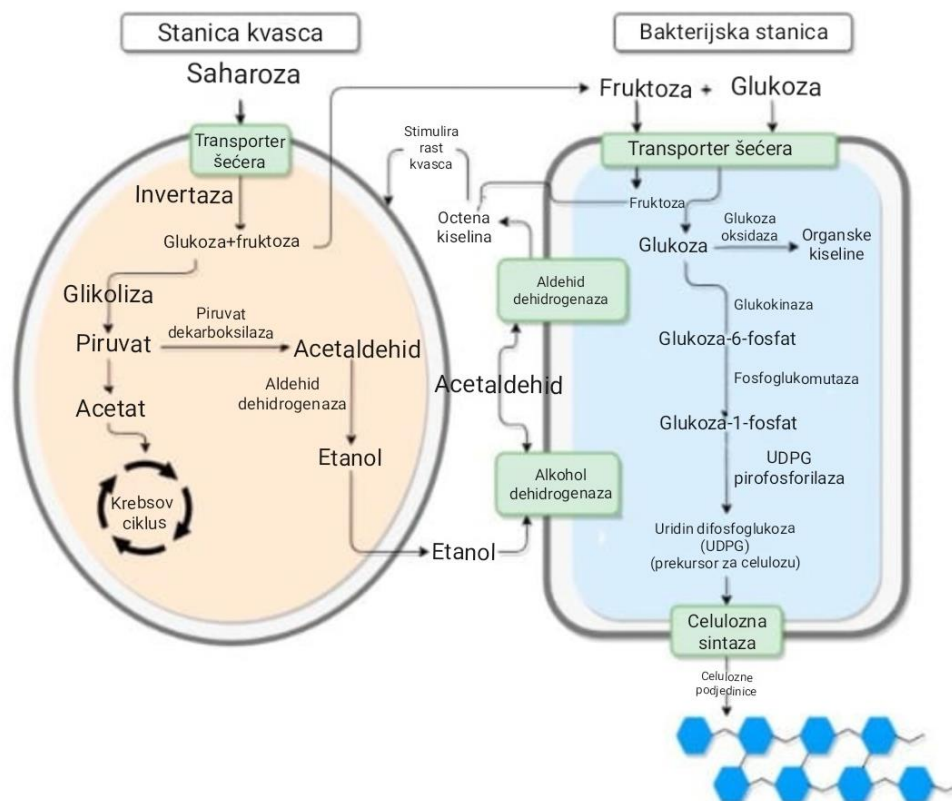 Stanica kvasca
Saharoza
Transporter
šećera
Invertaza
Glukoza+fruktoza
Glikoliza
Piruvat
Piruvat
dekarboksilaza
Acetaldehid
Aldehid
dehidrogenaza
Etanol
Acetat
Krebsov
ciklus
Etanol
Alkohol
dehidrogenaza
Acetaldehid
Aldehid
dehidrogenaza
Octena
kiselina
Stimulira
rast
kvasca
Bakterijska stanica
Fruktoza + Glukoza
Transporter šećera
Fruktoza
Glukoza
Glukoza
oksidaza
Organske
kiseline
Glukokinaza
Glukoza-6-fosfat
Fosfoglukomutaza
Glukoza-1-fosfat
UDPG
pirofosforilaza
Uridin difosfoglukoza
(UDPG)
(prekursor za celulozu)
Celulozna
sintaza
Celulozne
podjedinice